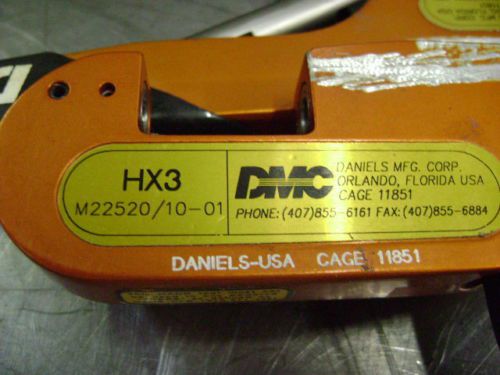 HX3
M22520/10-01
DMC
DANIELS MFG. CORP.
ORLANDO, FLORIDA USA
CAGE 11851
PHONE: (407)855-6161 FAX: (407)855-6884
DANIELS-USA CAGE 11851